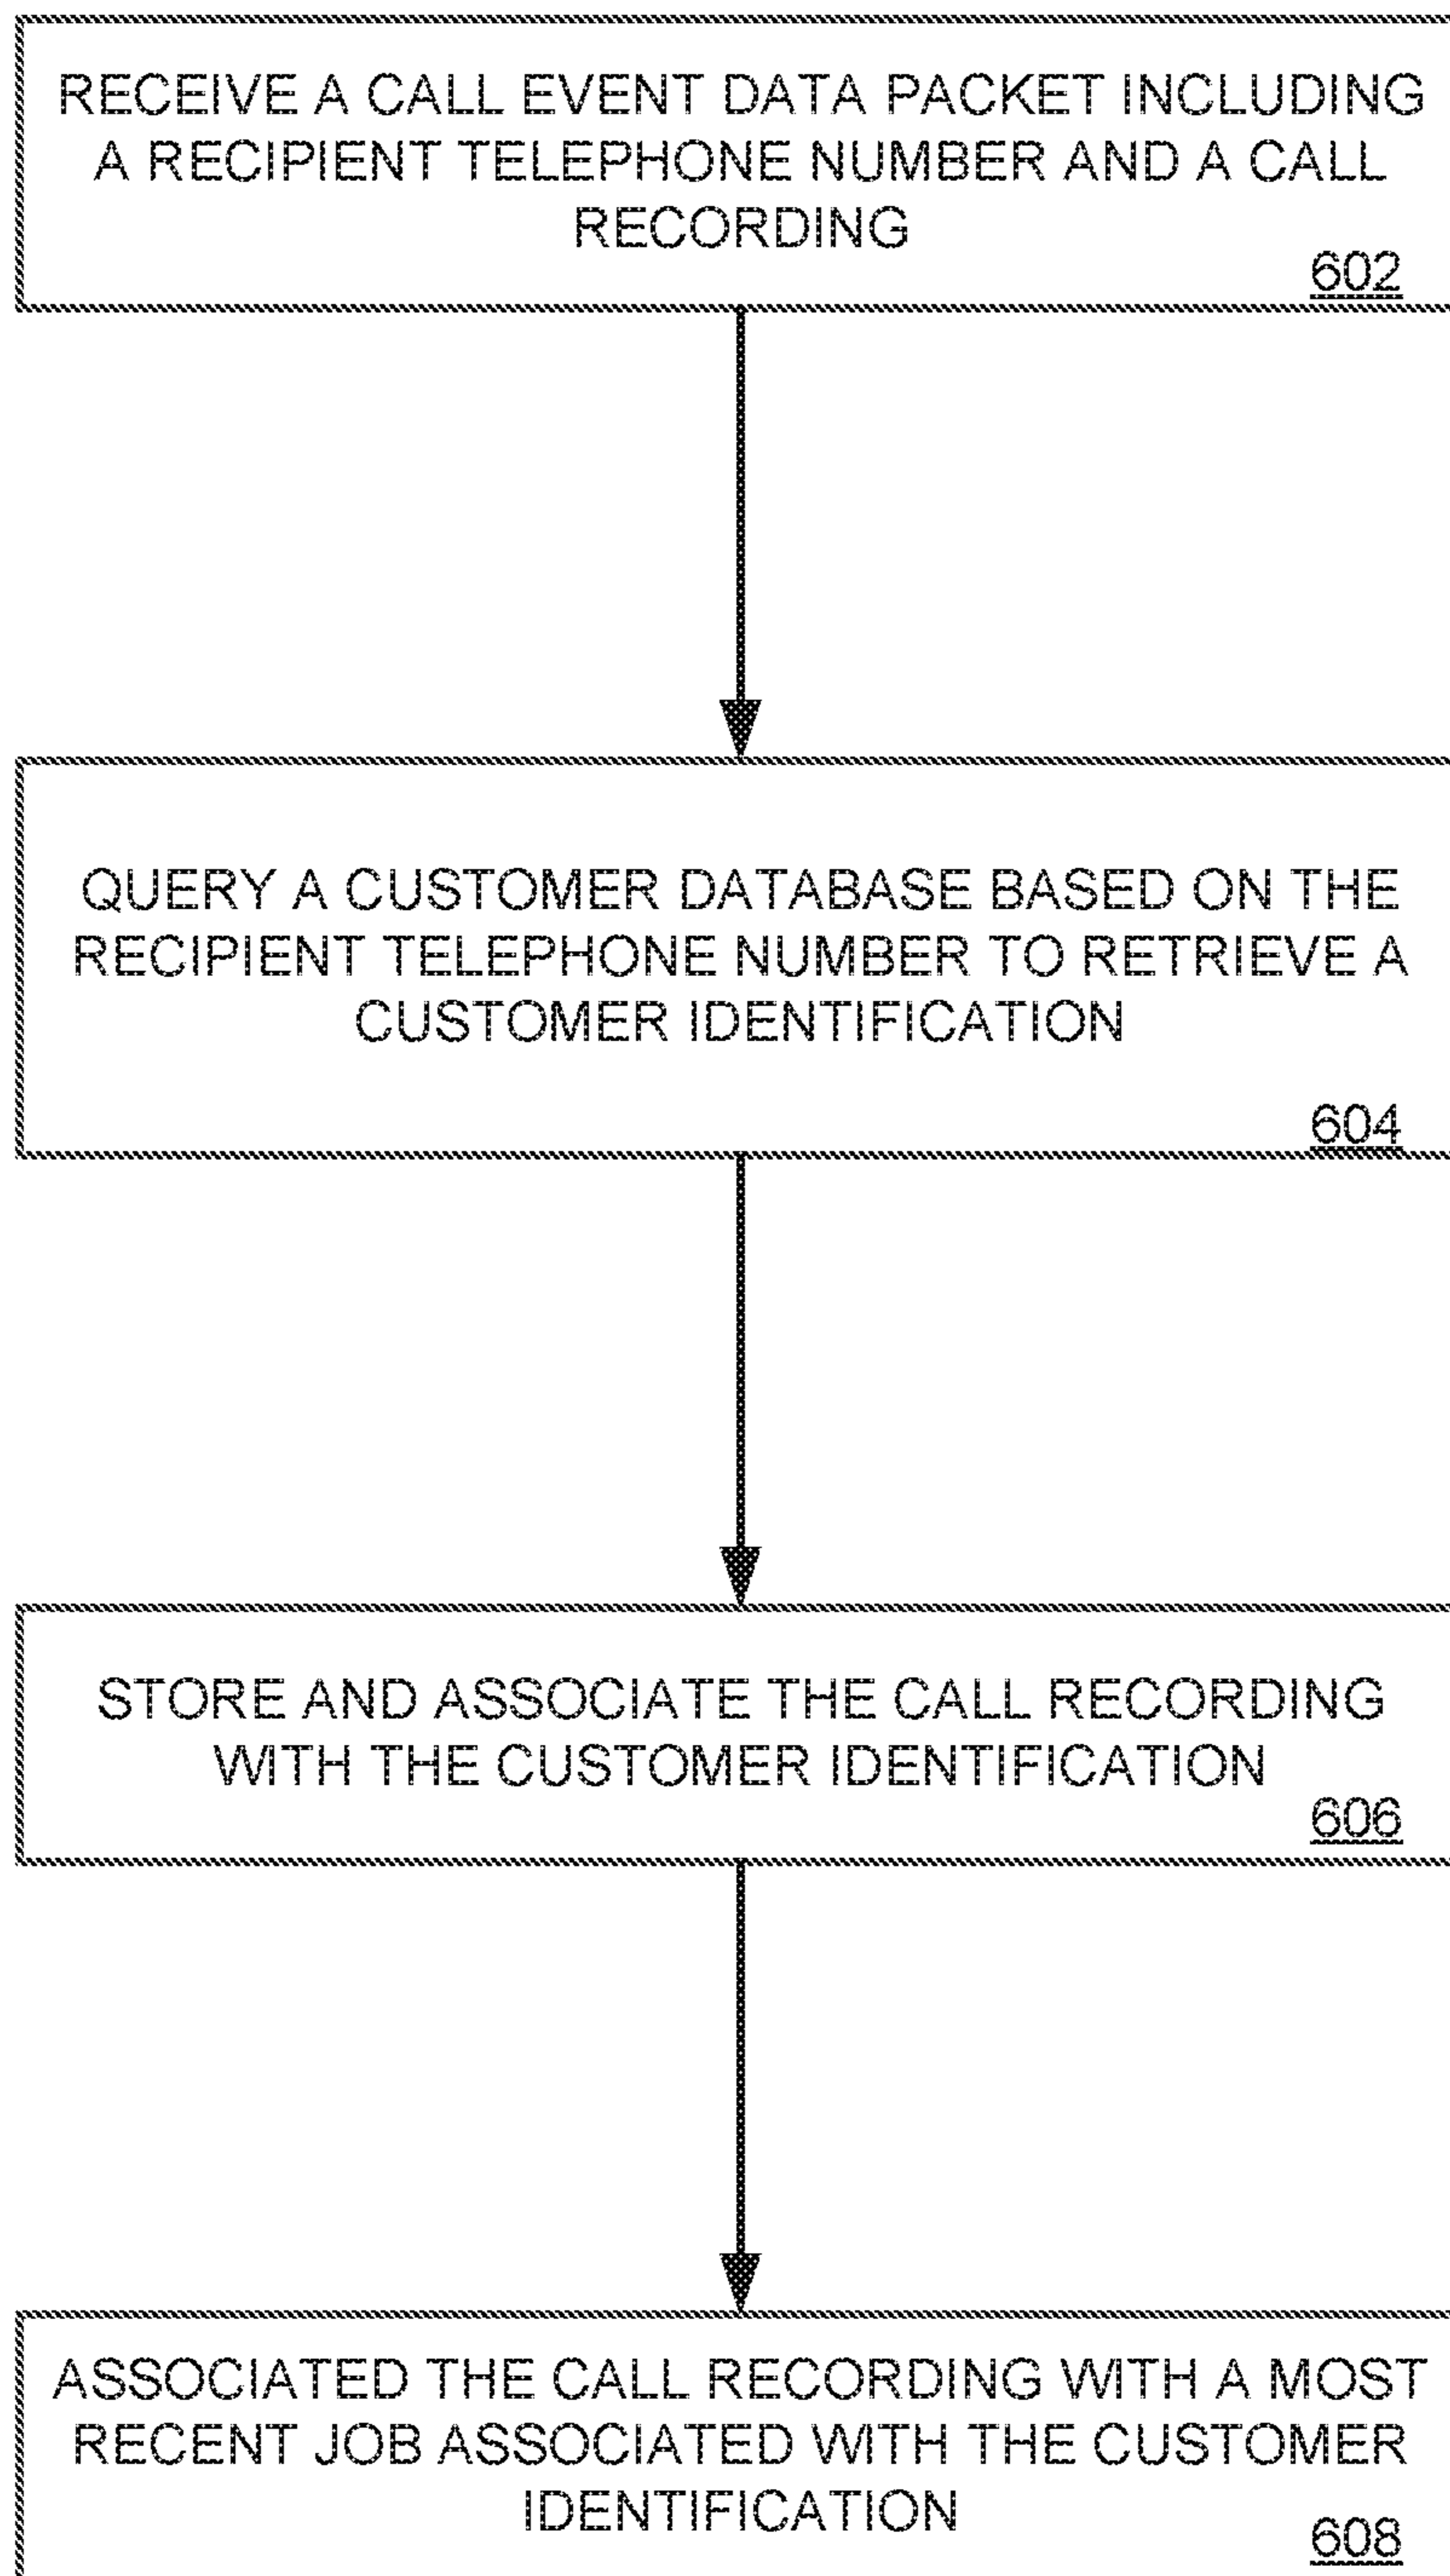 RECEIVE A CALL EVENT DATA PACKET INCLUDING
A RECIPIENT TELEPHONE NUMBER AND A CALL
RECORDING
602
QUERY A CUSTOMER DATABASE BASED ON THE
RECIPIENT TELEPHONE NUMBER TO RETRIEVE A
CUSTOMER IDENTIFICATION
604
STORE AND ASSOCIATE THE CALL RECORDING
WITH THE CUSTOMER IDENTIFICATION
606
ASSOCIATED THE CALL RECORDING WITH A MOST
RECENT JOB ASSOCIATED WITH THE CUSTOMER
IDENTIFICATION
608